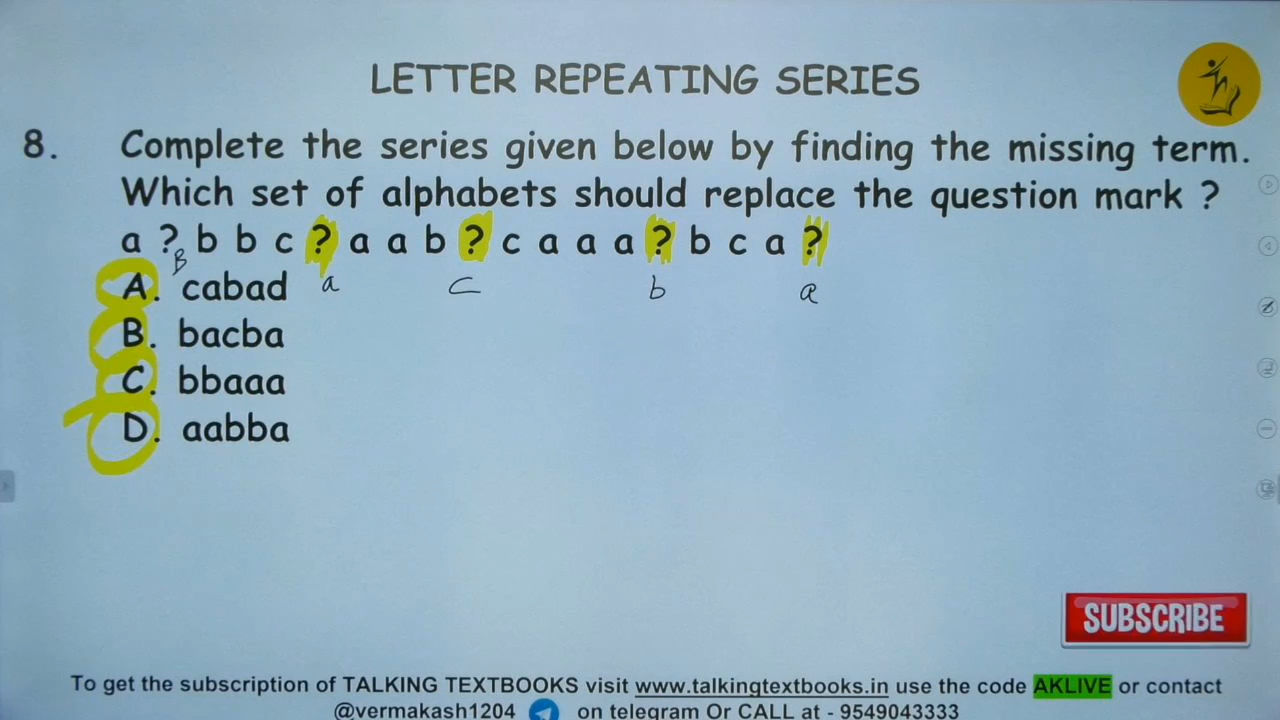 LETTER REPEATING SERIES
8. Complete the series given below by finding the missing term.
Which set of alphabets should replace the question mark ?
a ? b b c ? a a b ? c a a a ? b c a ?
B
A. cabad a c b a
B. bacba
C. bbaaa
D. aabba
SUBSCRIBE
To get the subscription of TALKING TEXTBOOKS visit www.talkingtextbooks.in use the code AKLIVE or contact
@vermakash1204 on telegram Or CALL at - 9549043333